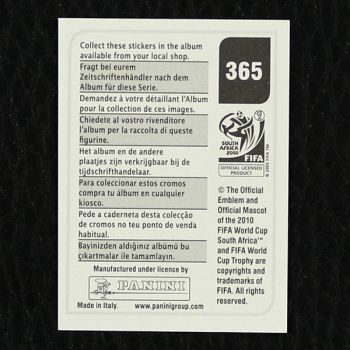 Collect these stickers in the album
available from your local shop.
Fragt bei eurem
Zeitschriftenhändler nach dem
Album für diese Serie.
Demandez à votre détaillant l'Album
pour la collection de ces images.
Chiedete al vostro rivenditore
l'album per la raccolta di queste
figurine.
Het album en de andere
plaatjes zijn verkrijgbaar bij de
tijdschrifthandelaar.
Para coleccionar estos cromos
compra tu álbum en cualquier
kiosco.
Pede a caderneta desta colecção
de cromos no teu ponto de venda
habitual.
Bayinizden aldığınız albümü bu
çıkartmalar ile tamamlayın.
Manufactured under licence by
PANINI
Made in Italy. www.paninigroup.com
365
SOUTH AFRICA
2010
FIFA
OFFICIAL LICENSED
PRODUCT
© 2005 FIFA TM
© The Official
Emblem and
Official Mascot
of the 2010
FIFA World Cup
South Africa™ and
FIFA World Cup
Trophy are
copyrights and
trademarks of
FIFA. All rights
reserved.